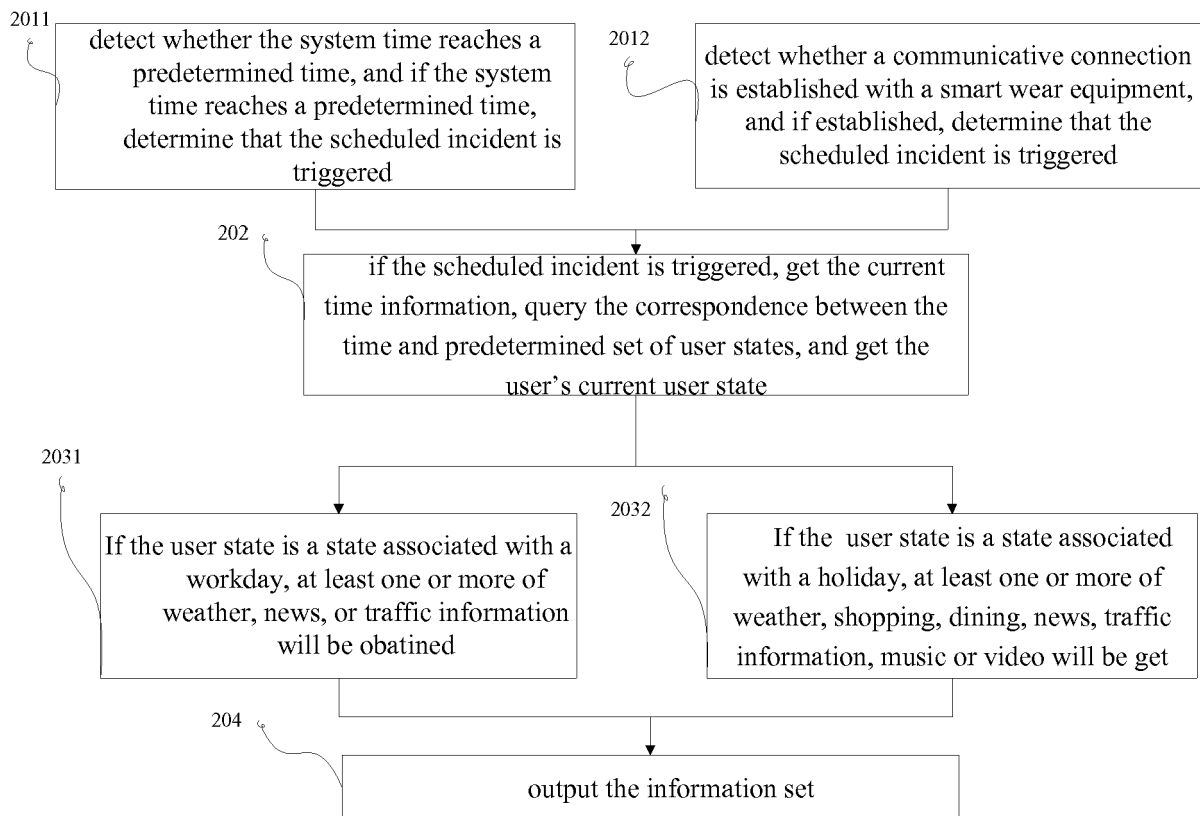 2011
detect whether the system time reaches a
predetermined time, and if the system
time reaches a predetermined time,
determine that the scheduled incident is
triggered
2012
detect whether a communicative connection
is established with a smart wear equipment,
and if established, determine that the
scheduled incident is triggered
202
if the scheduled incident is triggered, get the current
time information, query the correspondence between the
time and predetermined set of user states, and get the
user’s current user state
2031
If the user state is a state associated with a
workday, at least one or more of
weather, news, or traffic information
will be obatined
2032
If the user state is a state associated
with a holiday, at least one or more of
weather, shopping, dining, news, traffic
information, music or video will be get
204
output the information set